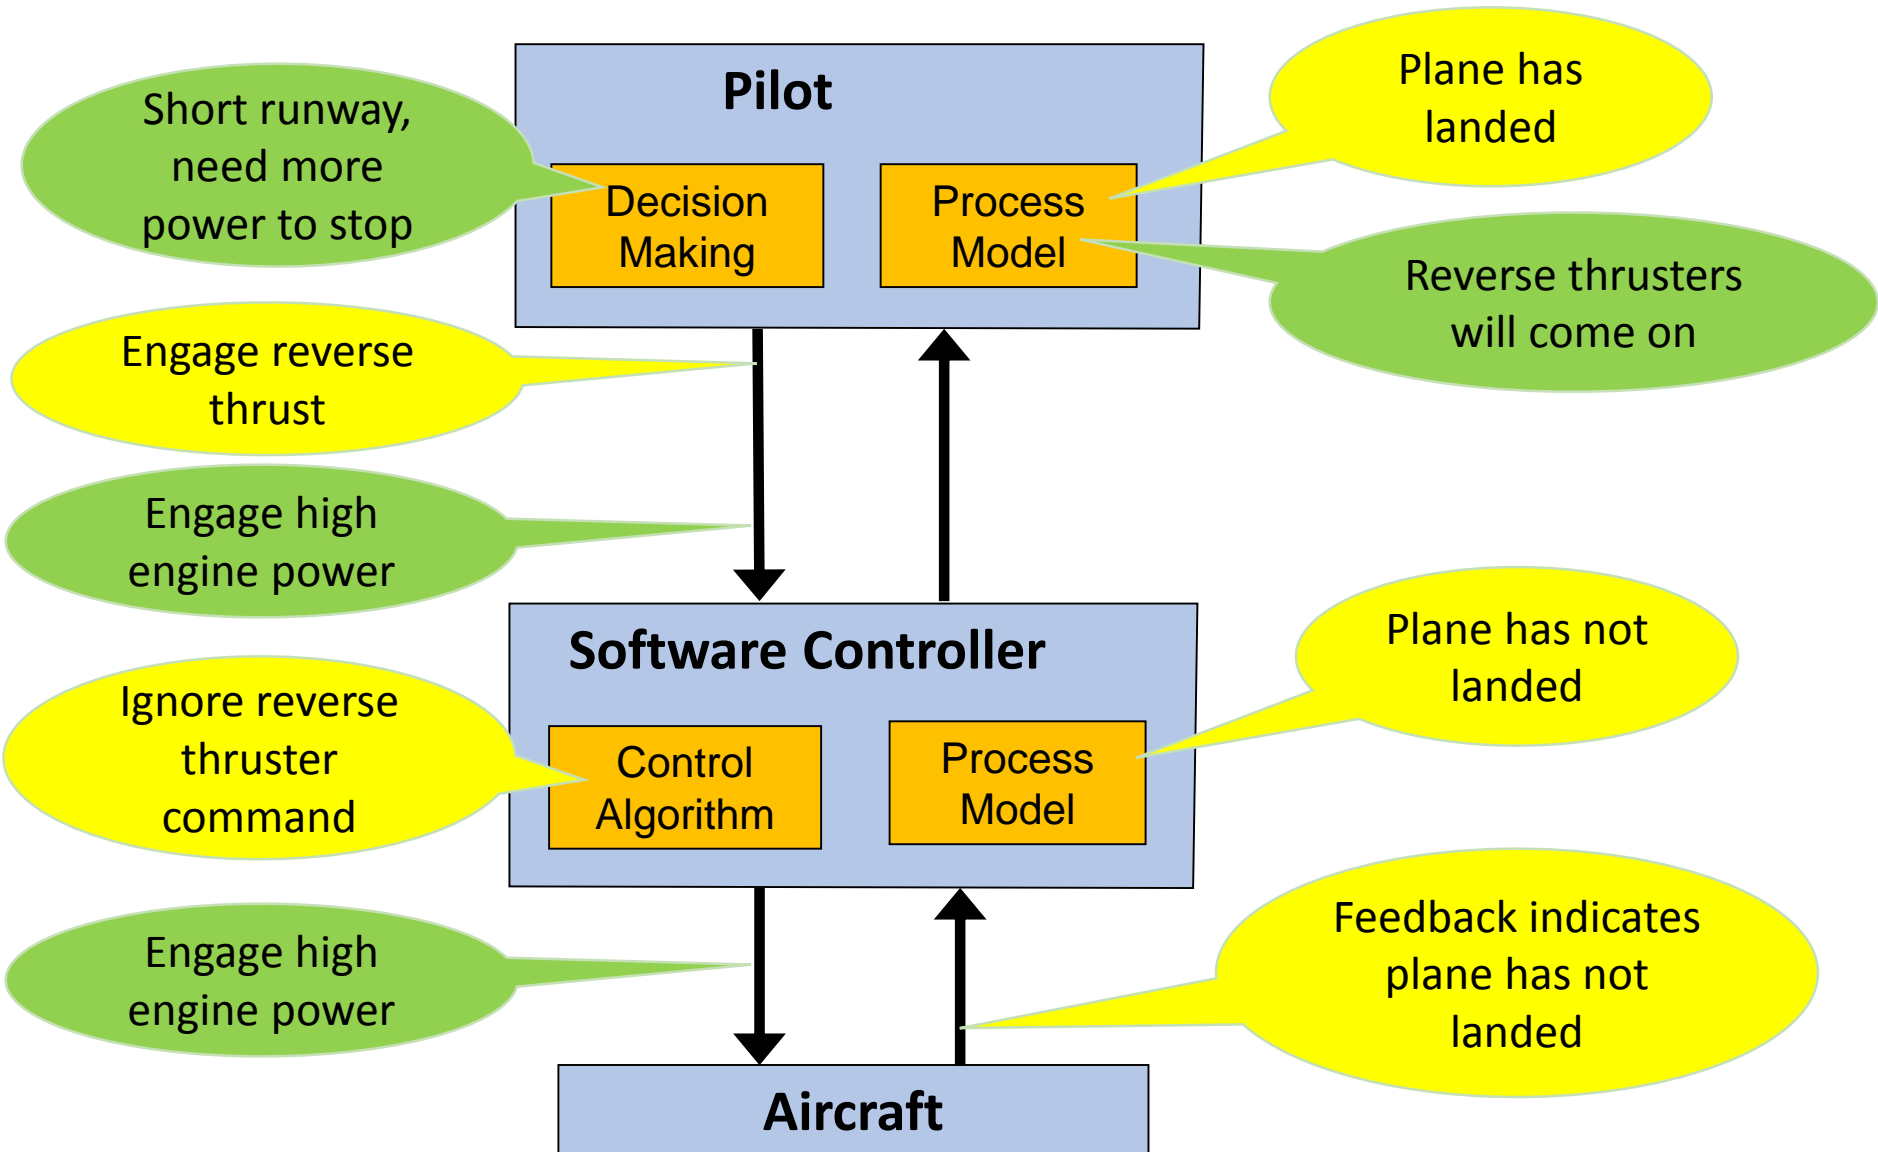 Pilot
Short runway,
need more
power to stop
Decision
Making
Process
Model
Plane has
landed
Reverse thrusters
will come on
Engage reverse
thrust
Engage high
engine power
Software Controller
Ignore reverse
thruster
command
Control
Algorithm
Process
Model
Plane has not
landed
Engage high
engine power
Feedback indicates
plane has not
landed
Aircraft